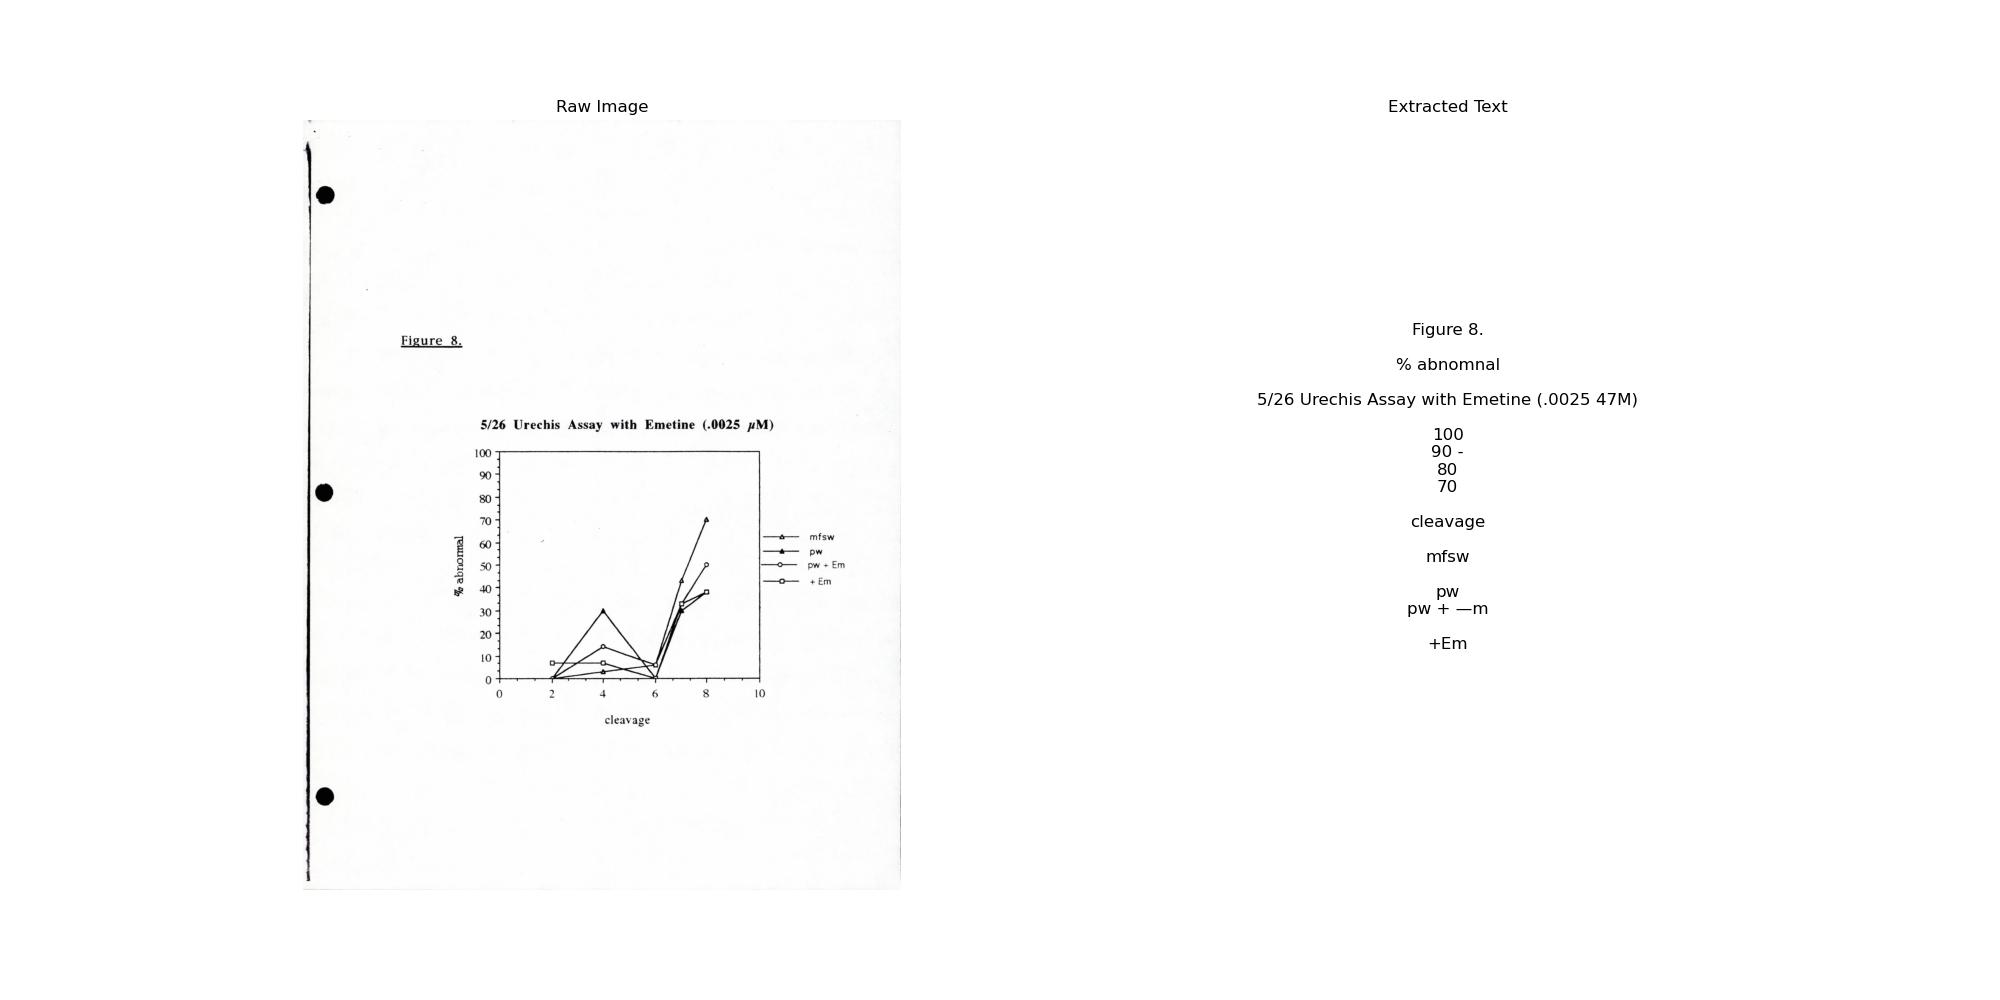 Raw Image
Figure 8.
5/26 Urechis Assay with Emetine (.0025 µM)
100
90
80
70
60
50
40
30
20
10
0
% abnormal
0 2 4 6 8 10
cleavage
mfsw
pw
pw + Em
+ Em
Extracted Text
Figure 8.
% abnomnal
5/26 Urechis Assay with Emetine (.0025 47M)
100
90 -
80
70
cleavage
mfsw
pw
pw + —m
+Em